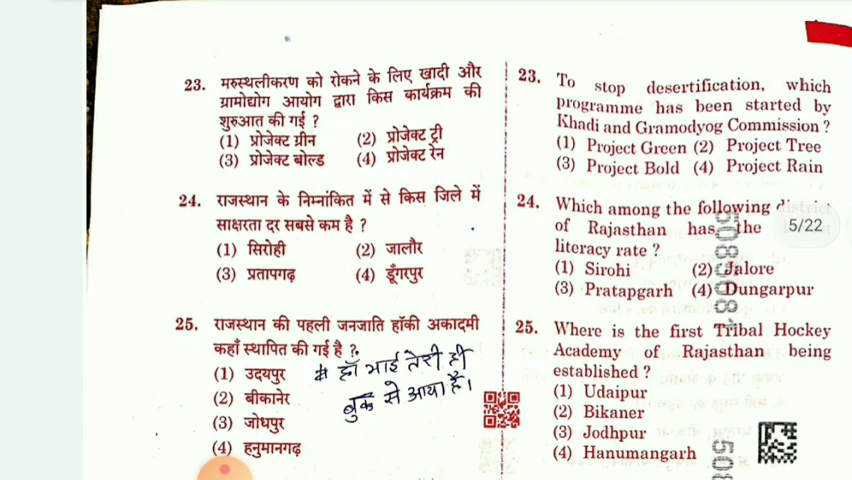 23. मरुस्थलीकरण को रोकने के लिए खादी और
ग्रामोद्योग आयोग द्वारा किस कार्यक्रम की
शुरुआत की गई ?
(1) प्रोजेक्ट ग्रीन (2) प्रोजेक्ट ट्री
(3) प्रोजेक्ट बोल्ड (4) प्रोजेक्ट रेन
24. राजस्थान के निम्नांकित में से किस जिले में
साक्षरता दर सबसे कम है ?
(1) सिरोही (2) जालौर
(3) प्रतापगढ़ (4) डूँगरपुर
25. राजस्थान की पहली जनजाति हॉकी अकादमी
कहाँ स्थापित की गई है ?
(1) उदयपुर
(2) बीकानेर
(3) जोधपुर
(4) हनुमानगढ़
# हाँ भाई तेरी ही
बुक से आया है।
23. To stop desertification, which
programme has been started by
Khadi and Gramodyog Commission ?
(1) Project Green (2) Project Tree
(3) Project Bold (4) Project Rain
24. Which among the following
of Rajasthan has the
literacy rate ?
(1) Sirohi (2) Jalore
(3) Pratapgarh (4) Dungarpur
25. Where is the first Tribal Hockey
Academy of Rajasthan being
established ?
(1) Udaipur
(2) Bikaner
(3) Jodhpur
(4) Hanumangarh
5/22